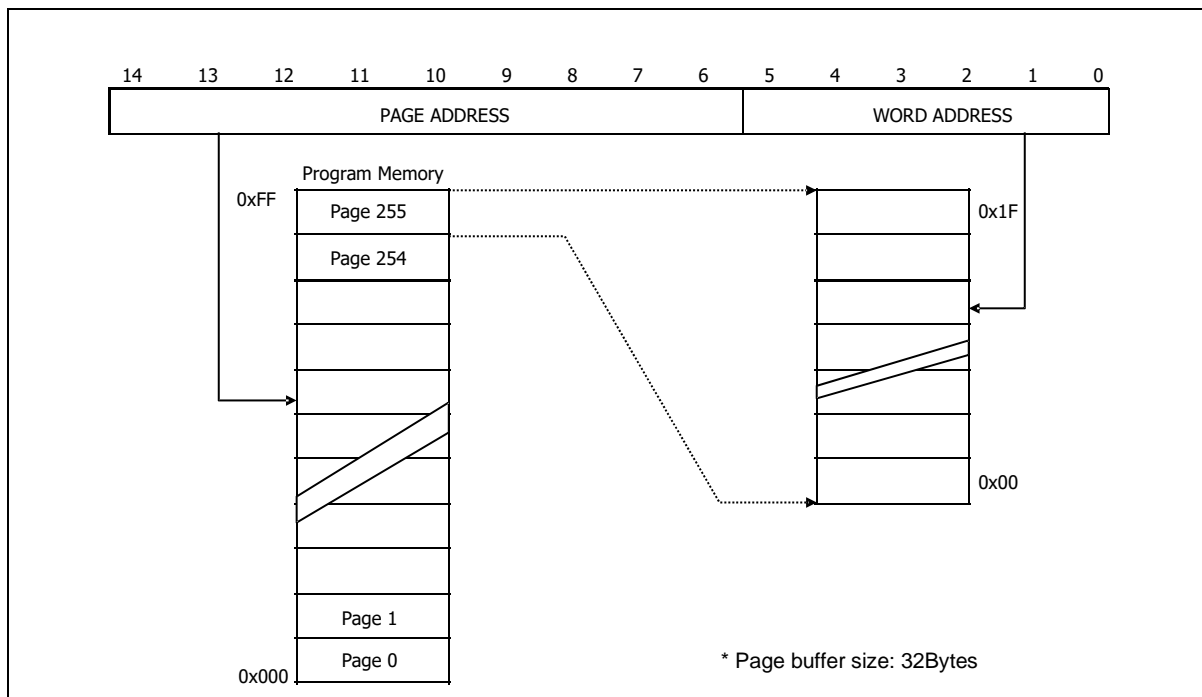 14 13 12 11 10 9 8 7 6 5 4 3 2 1 0
PAGE ADDRESS WORD ADDRESS
Program Memory
0xFF Page 255 0x1F
Page 254
0x00
Page 1
Page 0
0x000
* Page buffer size: 32Bytes